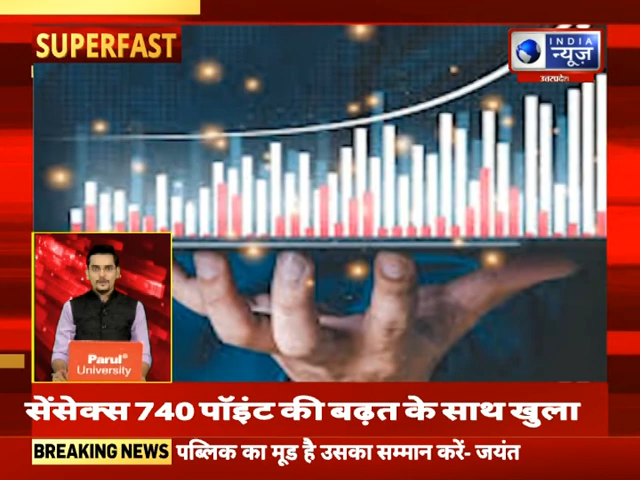 SUPERFAST
INDIA
न्यूज़
उत्तरप्रदेश
Parul®
University
सेंसेक्स 740 पॉइंट की बढ़त के साथ खुला
BREAKING NEWS पब्लिक का मूड है उसका सम्मान करें- जयंत